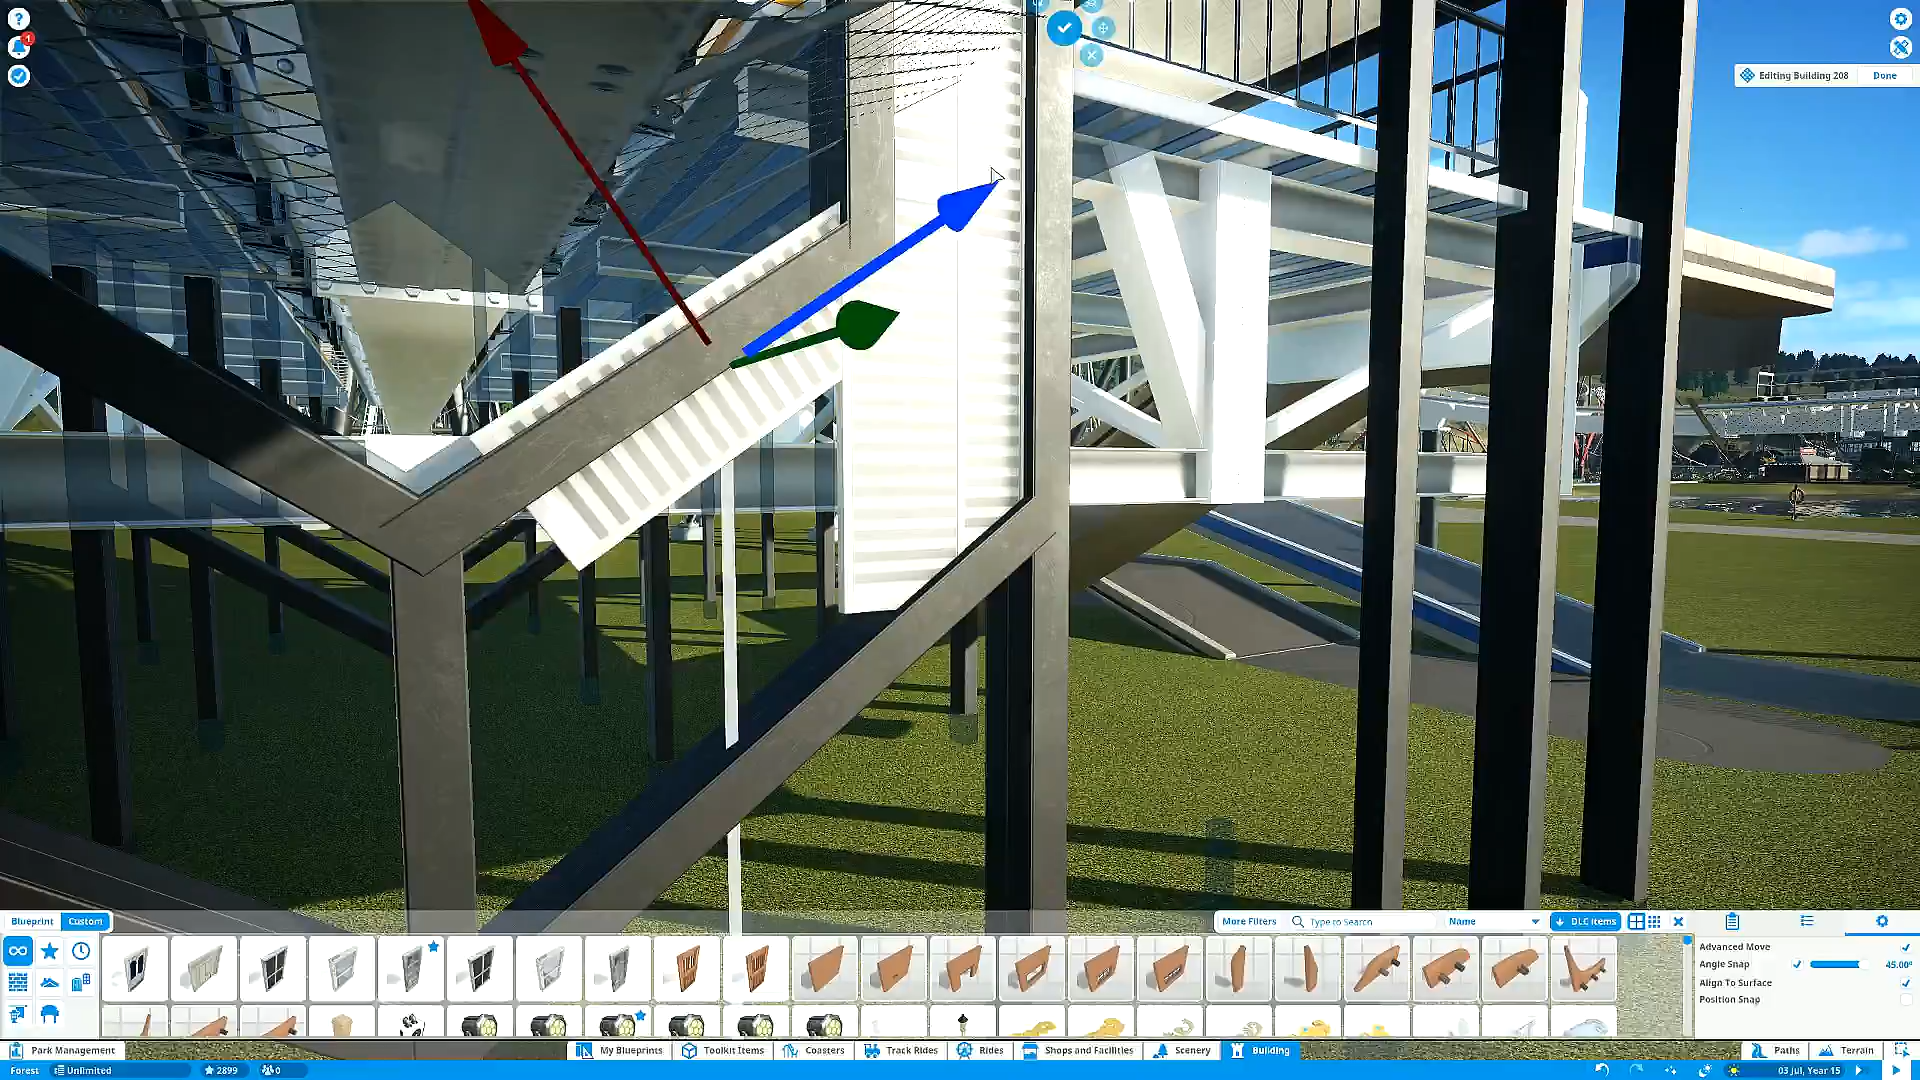 ?
1
Editing Building 208
Done
Blueprint
Custom
More Filters
Type to Search
Name
DLC Items
Advanced Move
Angle Snap
45.00°
Align To Surface
Position Snap
Park Management
My Blueprints
Toolkit Items
Coasters
Track Rides
Rides
Shops and Facilities
Scenery
Building
Paths
Terrain
Forest
Unlimited
2899
0
03 Jul, Year 15